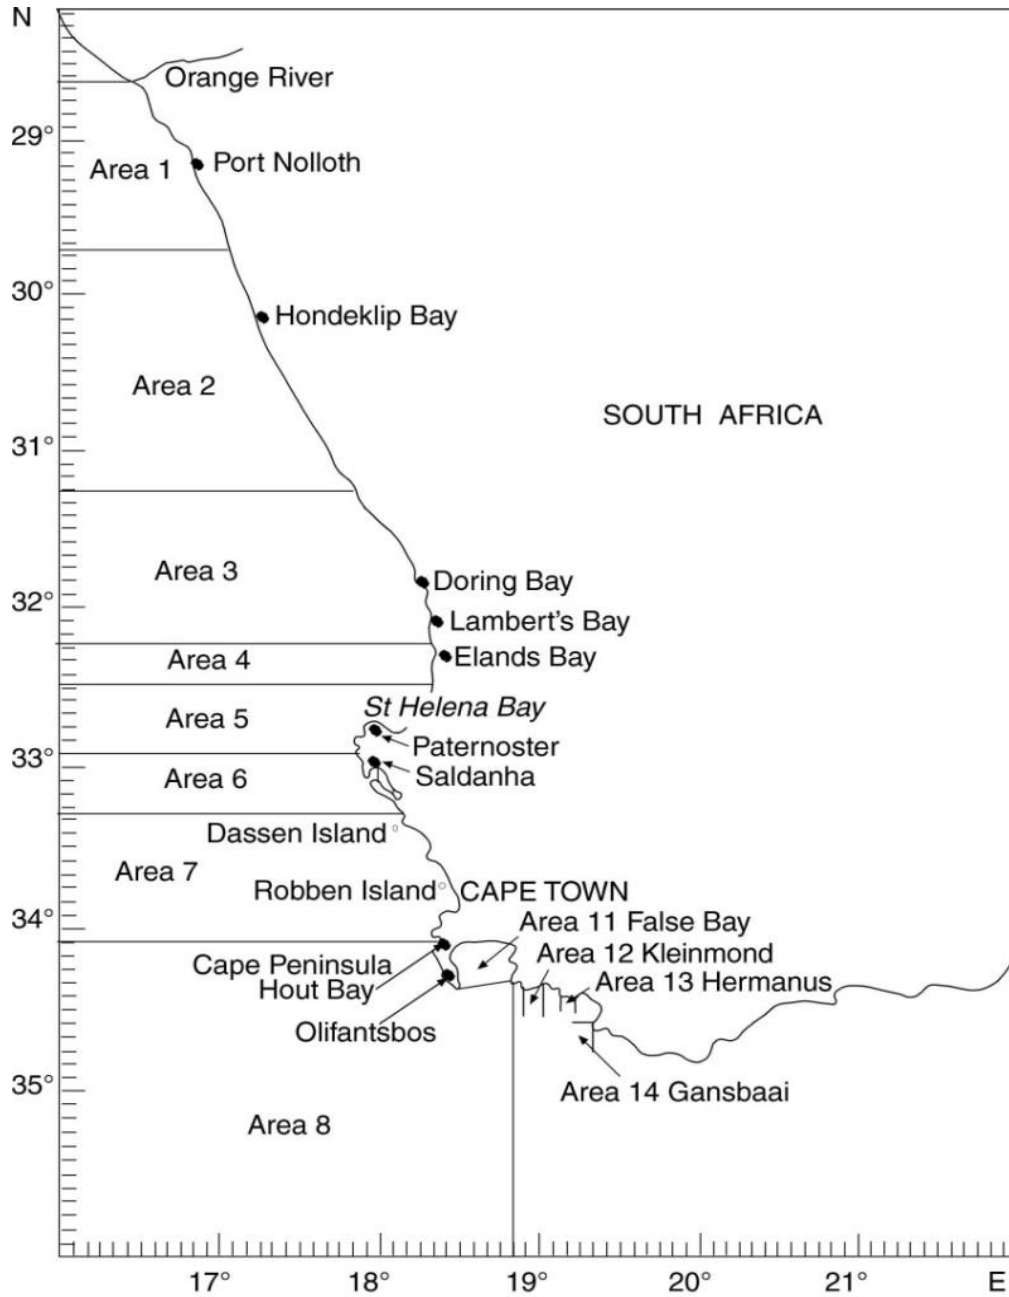 N
Orange River
29°
Area 1
Port Nolloth
30°
Hondeklip Bay
Area 2
SOUTH AFRICA
31°
Area 3
Doring Bay
32°
Lambert's Bay
Area 4
Elands Bay
St Helena Bay
Area 5
Paternoster
33°
Area 6
Saldanha
Dassen Island
Area 7
Robben Island
CAPE TOWN
34°
Area 11 False Bay
Area 12 Kleinmond
Cape Peninsula
Area 13 Hermanus
Hout Bay
Olifantsbos
35°
Area 14 Gansbaai
Area 8
17°
18°
19°
20°
21°
E